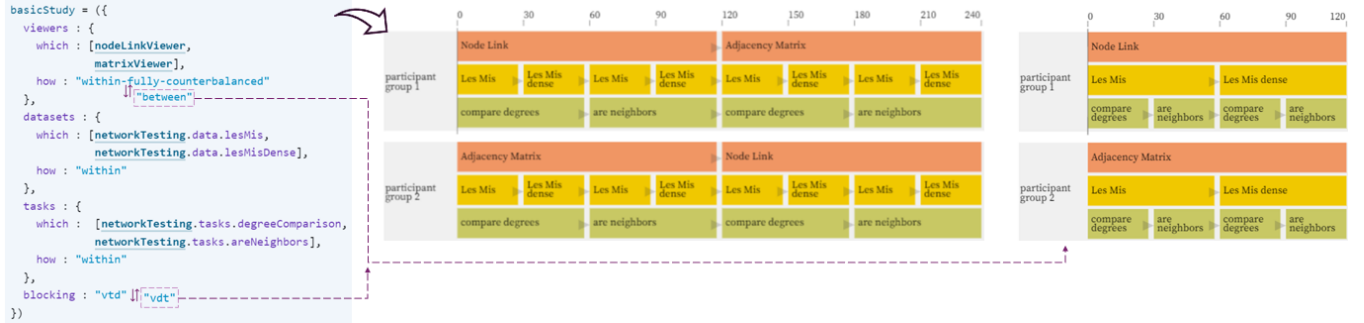 basicStudy = ({
viewers : {
which : [nodeLinkViewer,
matrixViewer],
how : "within-fully-counterbalanced"
"between"
},
datasets : {
which : [networkTesting.data.lesMis,
networkTesting.data.lesMisDense],
how : "within"
},
tasks : {
which : [networkTesting.tasks.degreeComparison,
networkTesting.tasks.areNeighbors],
how : "within"
},
blocking : "vtd" "vdt"
})
0 30 60 90 120 150 180 210 240
participant
group 1
Node Link Adjacency Matrix
Les Mis Les Mis dense Les Mis Les Mis dense Les Mis Les Mis dense Les Mis Les Mis dense
compare degrees are neighbors compare degrees are neighbors
participant
group 2
Adjacency Matrix Node Link
Les Mis Les Mis dense Les Mis Les Mis dense Les Mis Les Mis dense Les Mis Les Mis dense
compare degrees are neighbors compare degrees are neighbors
0 30 60 90 120
participant
group 1
Node Link
Les Mis Les Mis dense
compare degrees are neighbors compare degrees are neighbors
participant
group 2
Adjacency Matrix
Les Mis Les Mis dense
compare degrees are neighbors compare degrees are neighbors